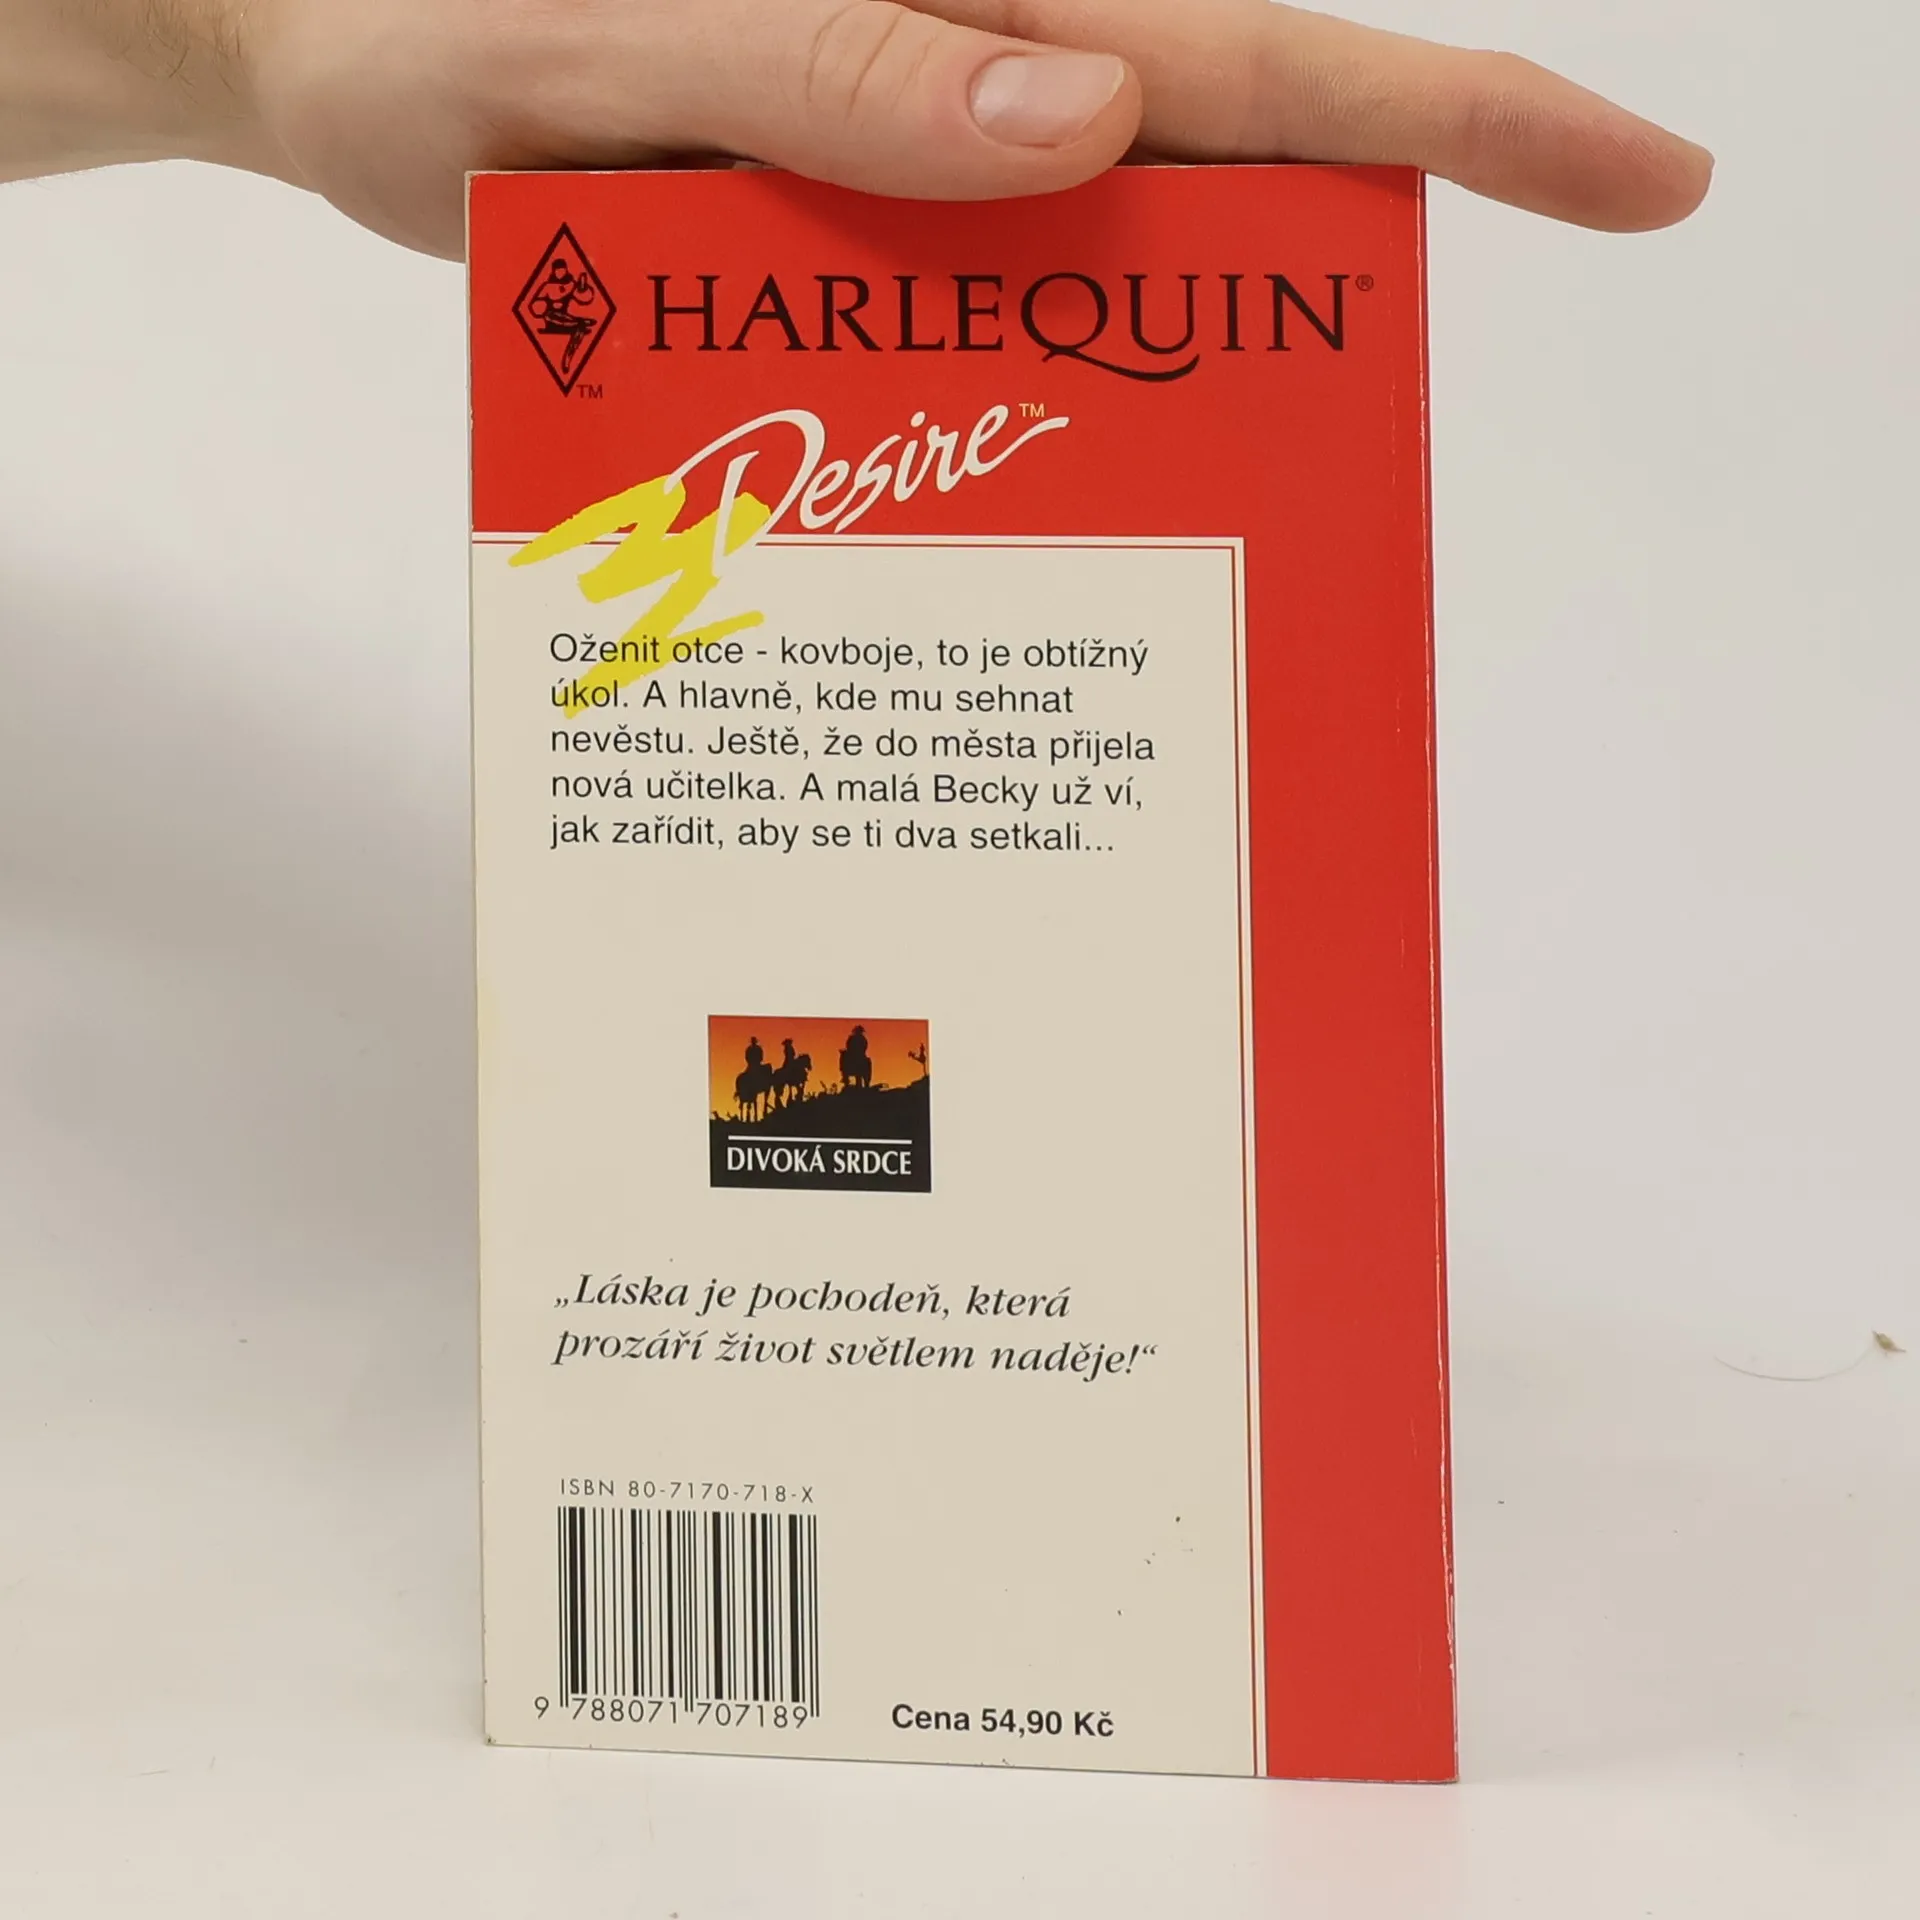 HARLEQUIN®
TM
Desire™
Oženit otce - kovboje, to je obtížný
úkol. A hlavně, kde mu sehnat
nevěstu. Ještě, že do města přijela
nová učitelka. A malá Becky už ví,
jak zařídit, aby se ti dva setkali...
DIVOKÁ SRDCE
„Láska je pochodeň, která
prozáří život světlem naděje!“
ISBN 80-7170-718-X
9 788071 707189
Cena 54,90 Kč